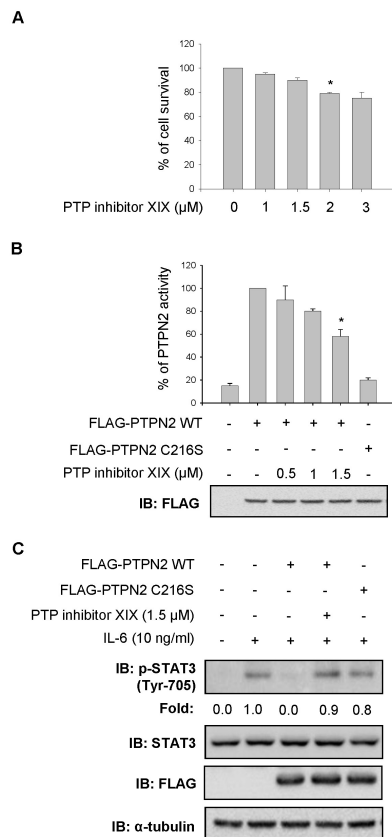 A
120
100
80
60
40
20
0
% of cell survival
*
PTP inhibitor XIX (µM) 0 1 1.5 2 3
B
120
100
80
60
40
20
0
% of PTPN2 activity
*
FLAG-PTPN2 WT - + + + + -
FLAG-PTPN2 C216S - - - - - +
PTP inhibitor XIX (µM) - - 0.5 1 1.5 -
IB: FLAG
C
FLAG-PTPN2 WT - - + + -
FLAG-PTPN2 C216S - - - - +
PTP inhibitor XIX (1.5 µM) - - - + -
IL-6 (10 ng/ml) - + + + +
IB: p-STAT3
(Tyr-705)
Fold: 0.0 1.0 0.0 0.9 0.8
IB: STAT3
IB: FLAG
IB: α-tubulin